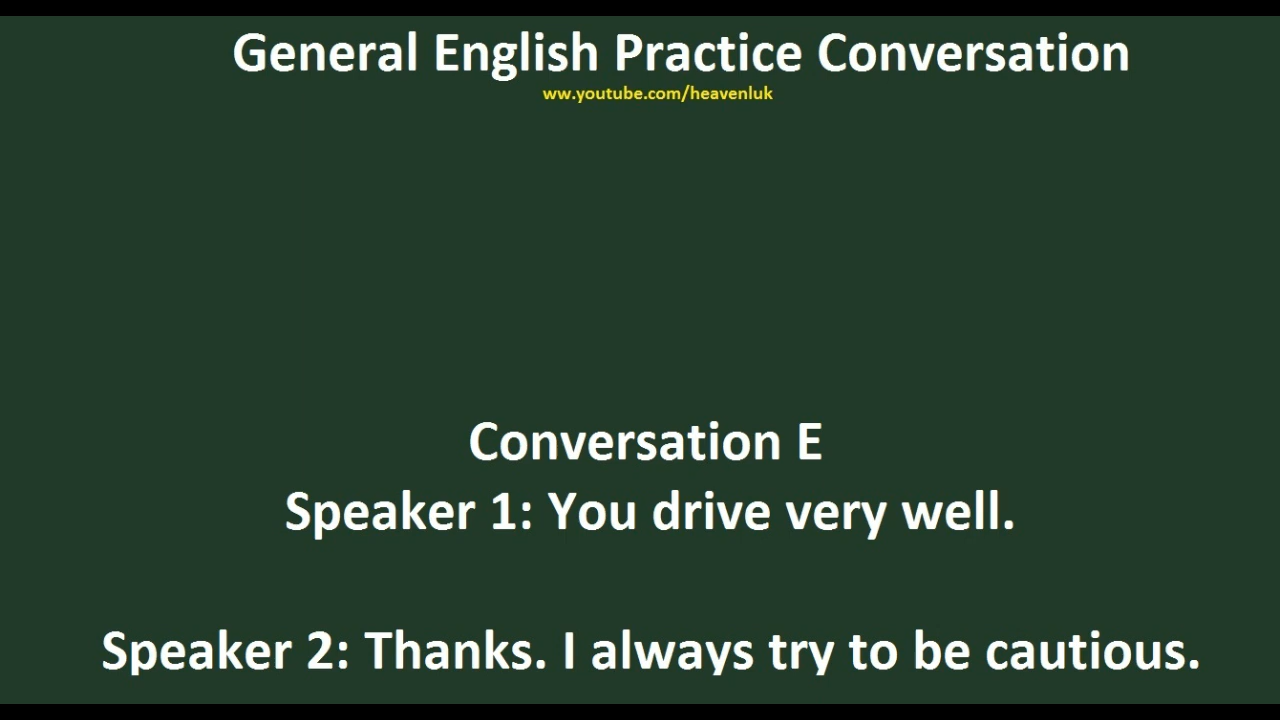 General English Practice Conversation
ww.youtube.com/heavenluk
Conversation E
Speaker 1: You drive very well.
Speaker 2: Thanks. I always try to be cautious.